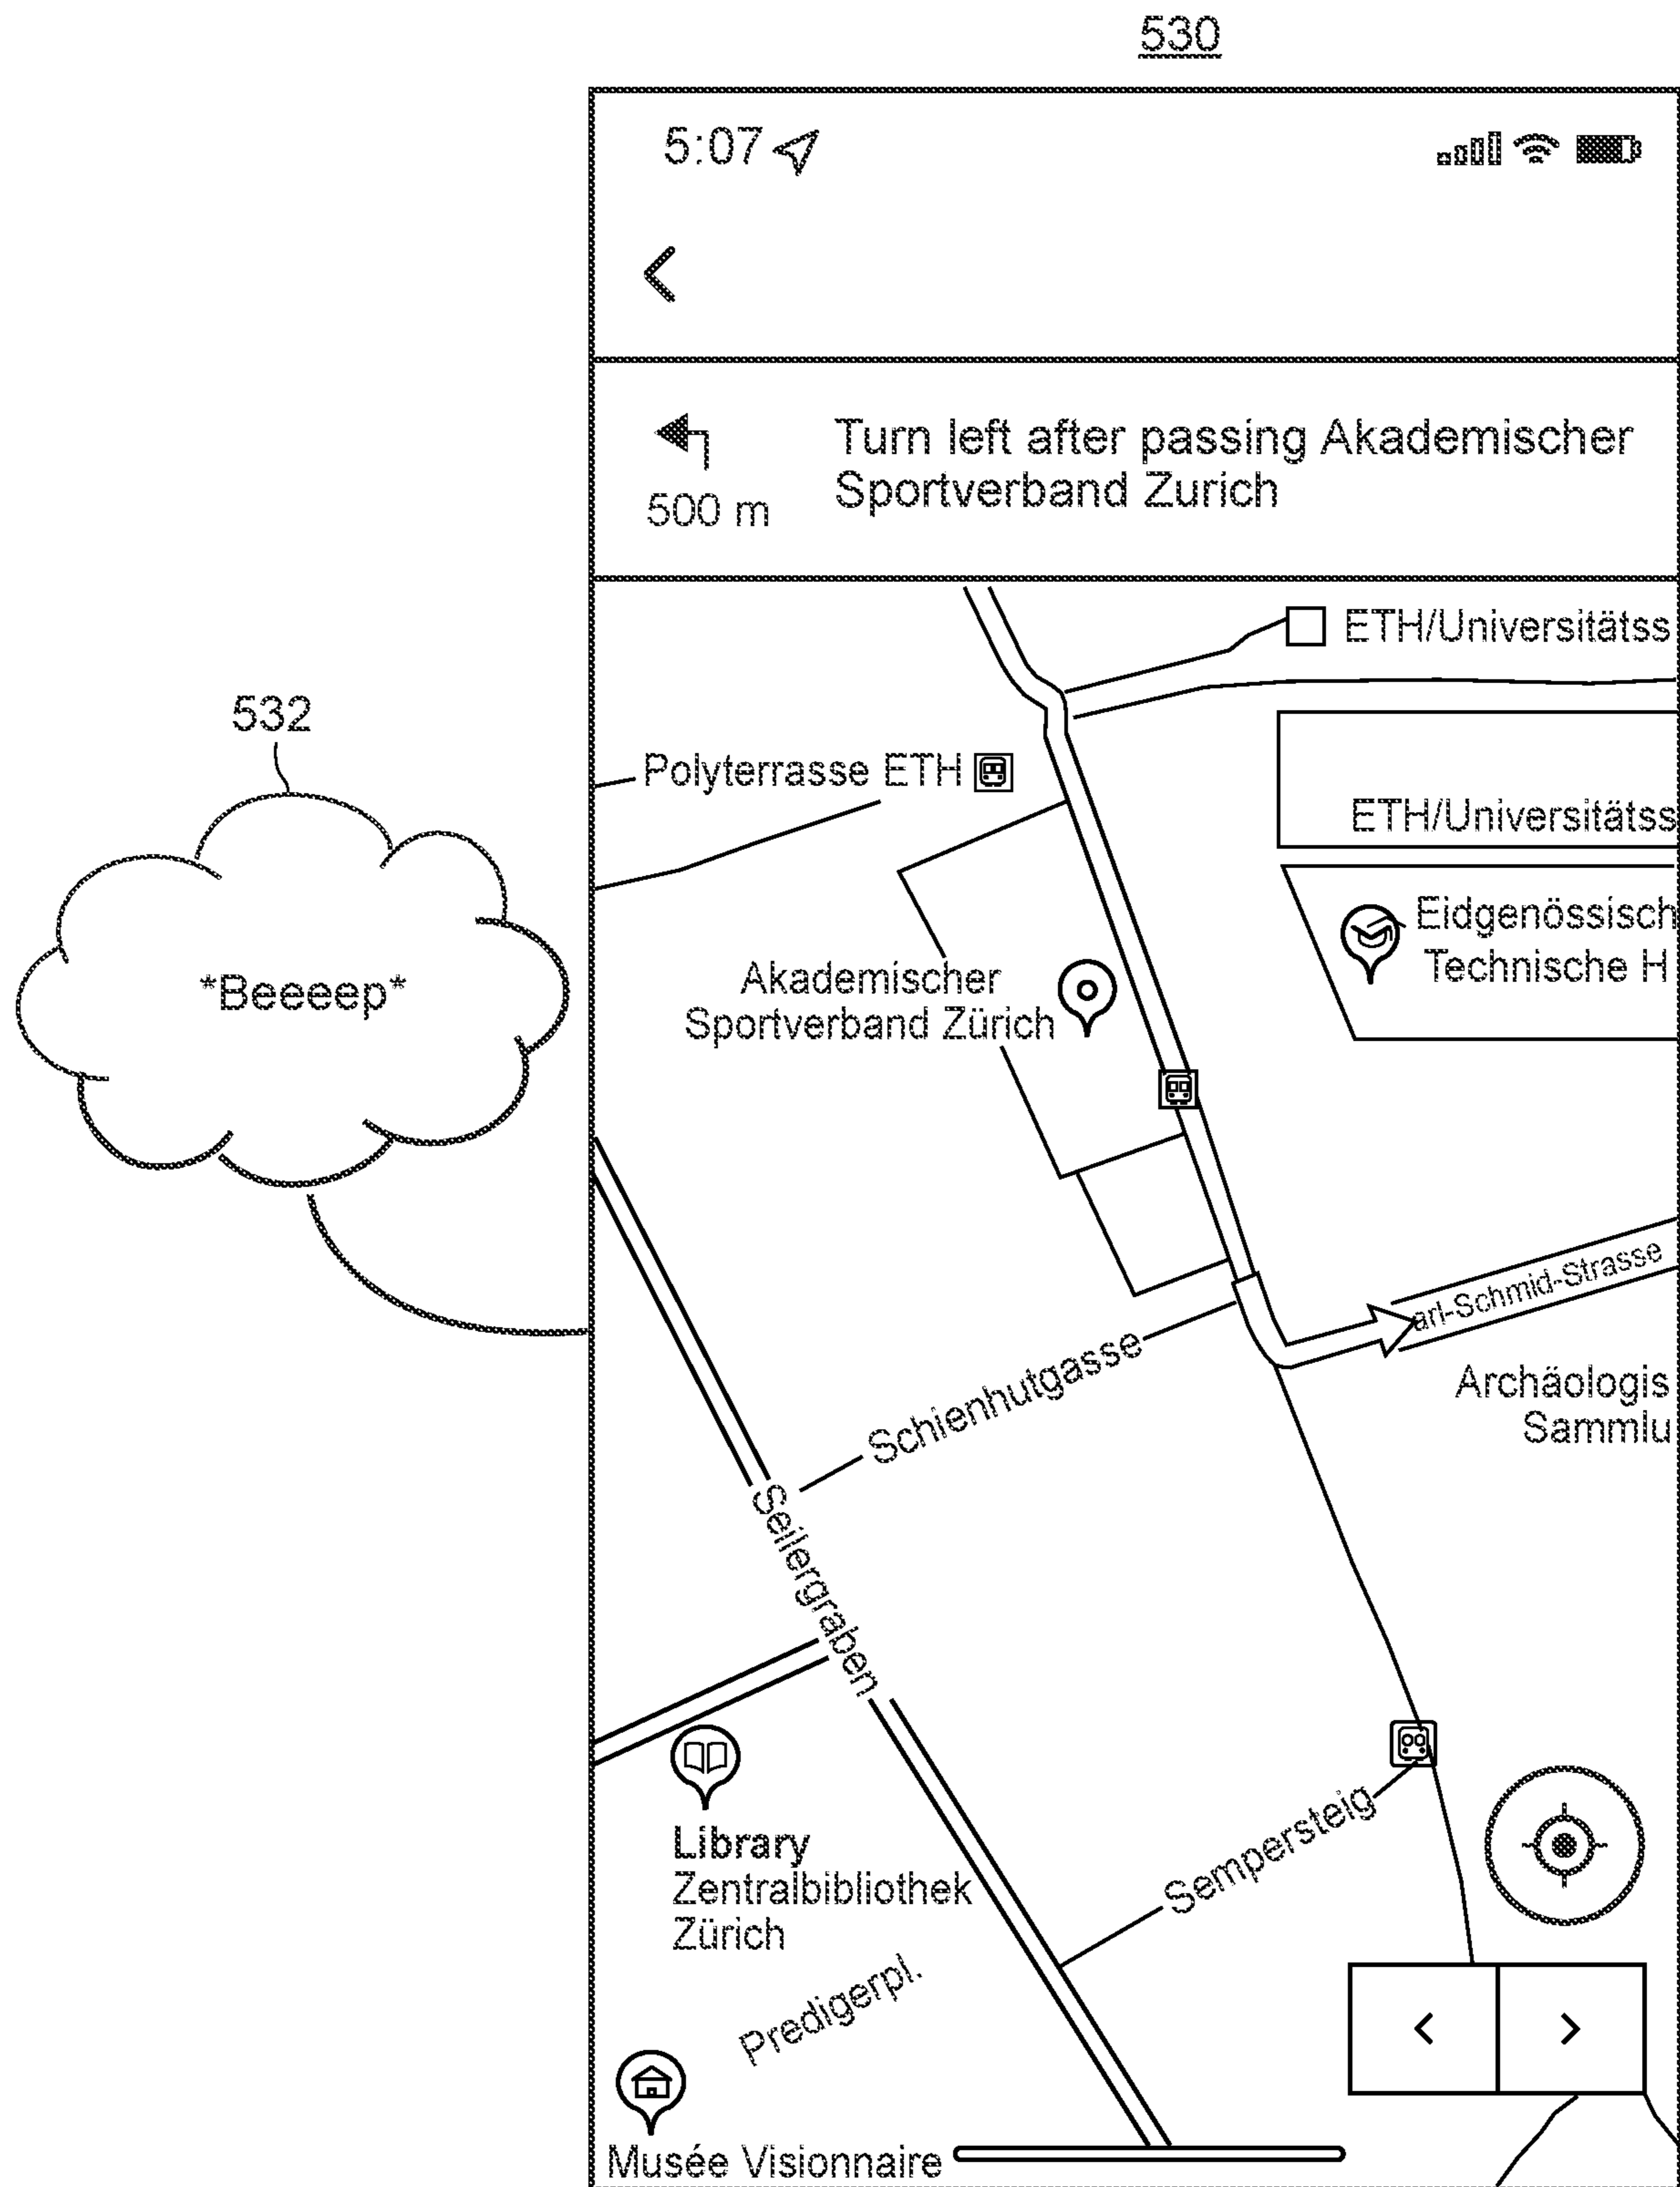 530
5:07
Turn left after passing Akademischer
Sportverband Zurich
500 m
ETH/Universitätss
532
Polyterrasse ETH
ETH/Universitätss
*Beeeep*
Eidgenössisch
Technische H
Akademischer
Sportverband Zürich
arl-Schmid-Strasse
Schienhutgasse
Archäologis
Sammlu
Seilergraben
Library
Zentralbibliothek
Zürich
Sempersteig
Predigerpl.
Musée Visionnaire